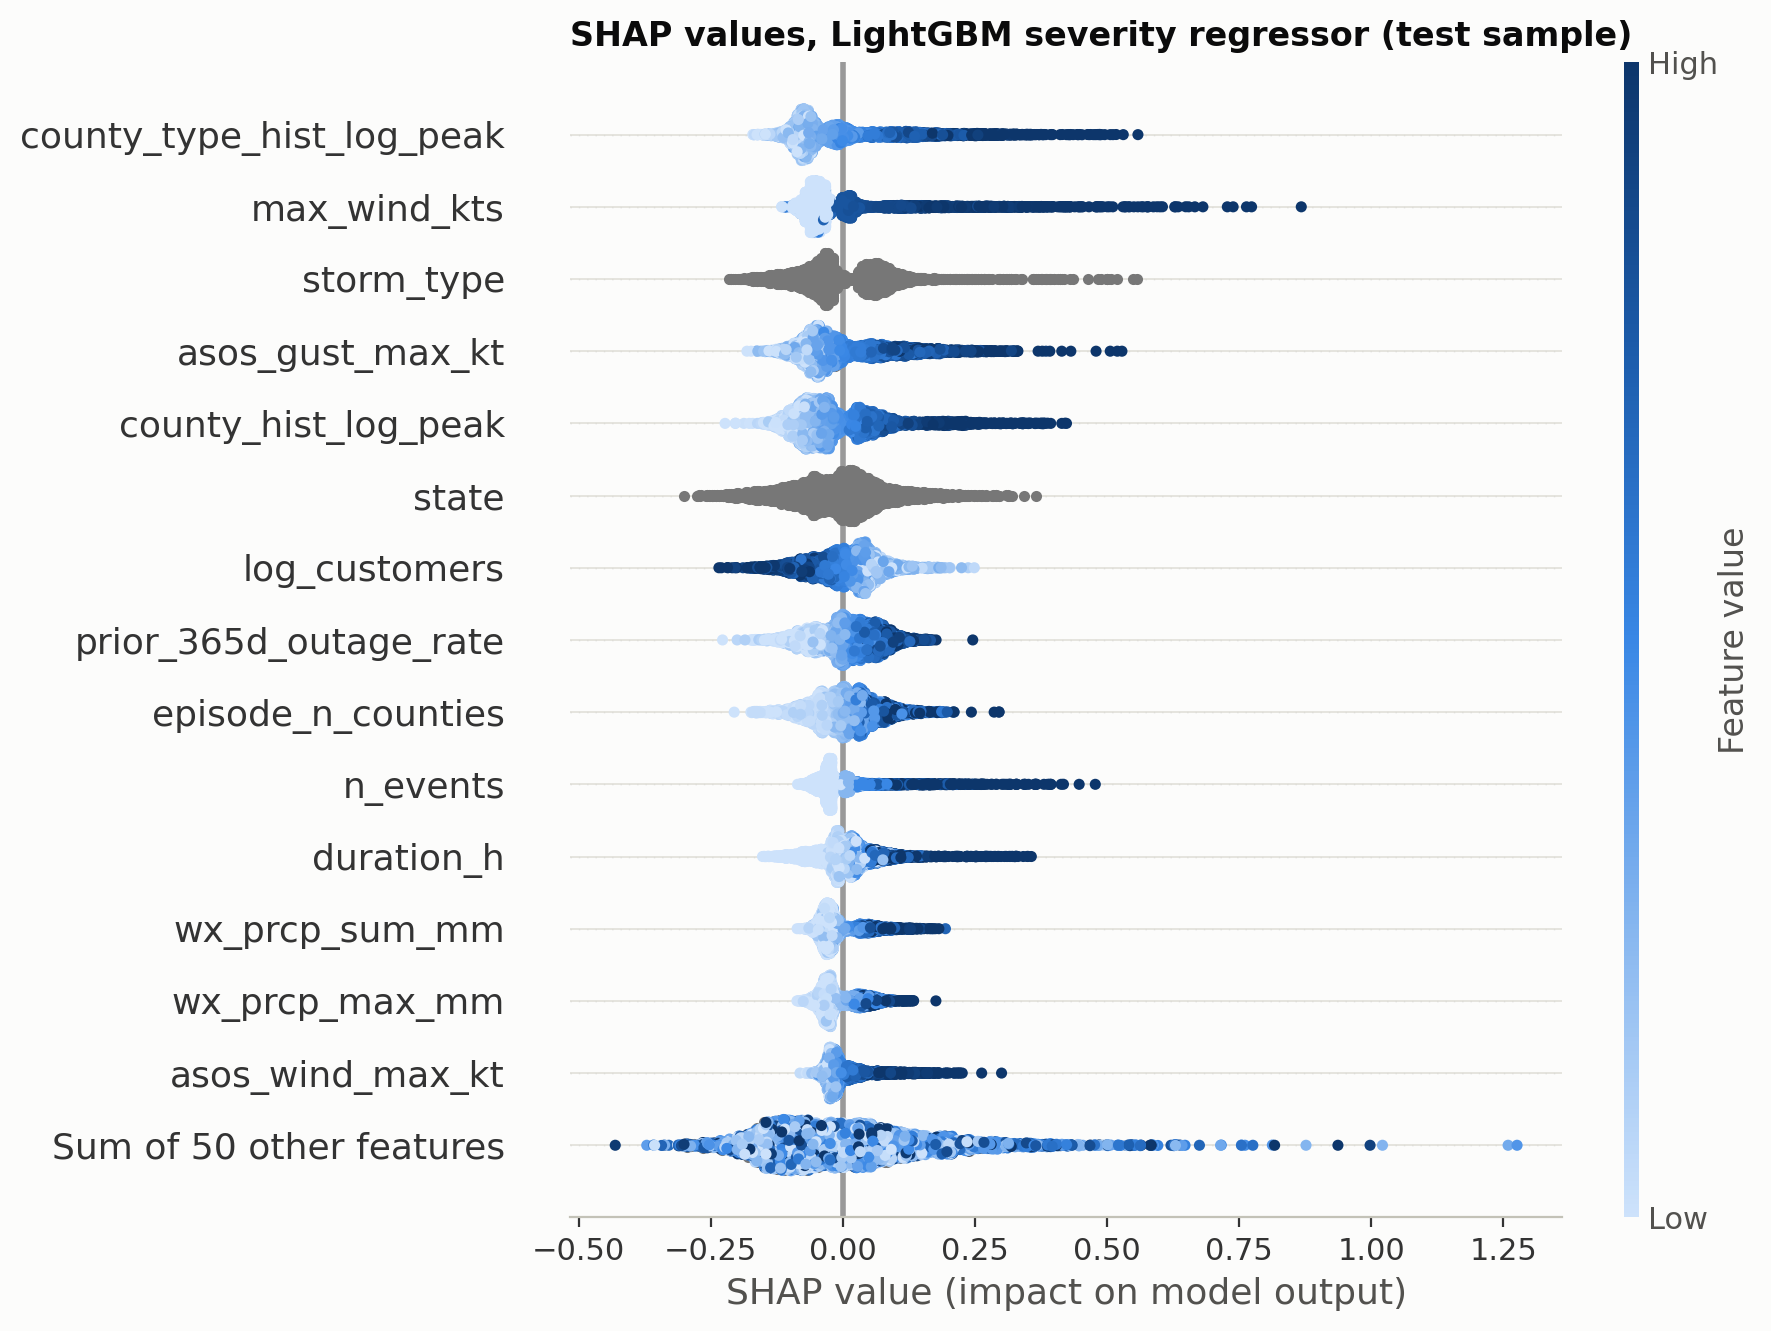 SHAP values, LightGBM severity regressor (test sample)
High
county_type_hist_log_peak
max_wind_kts
storm_type
asos_gust_max_kt
county_hist_log_peak
state
log_customers
prior_365d_outage_rate
episode_n_counties
n_events
duration_h
wx_prcp_sum_mm
wx_prcp_max_mm
asos_wind_max_kt
Sum of 50 other features
Feature value
Low
−0.50 −0.25 0.00 0.25 0.50 0.75 1.00 1.25
SHAP value (impact on model output)